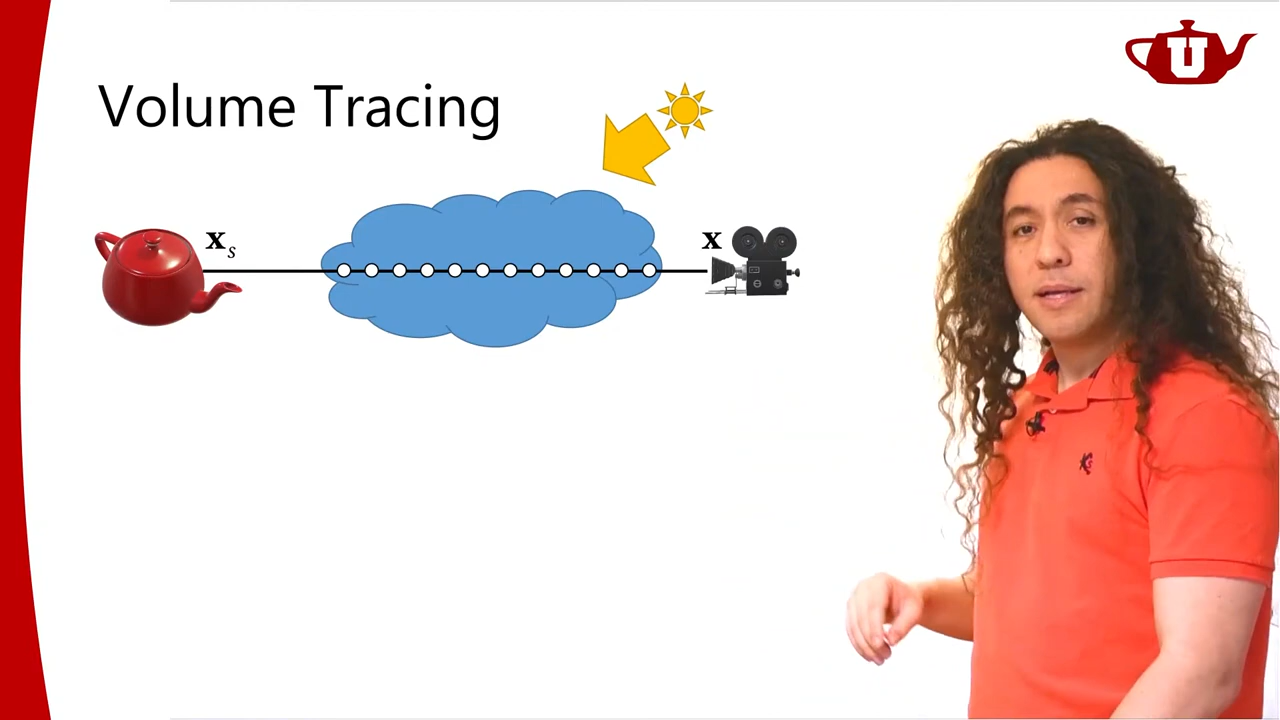 U
Volume Tracing
𝐱ₛ
𝐱